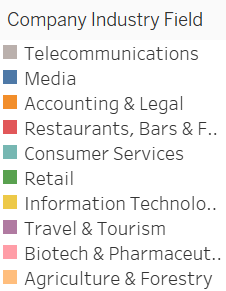 Company Industry Field
Telecommunications
Media
Accounting & Legal
Restaurants, Bars & F..
Consumer Services
Retail
Information Technolo..
Travel & Tourism
Biotech & Pharmaceut..
Agriculture & Forestry